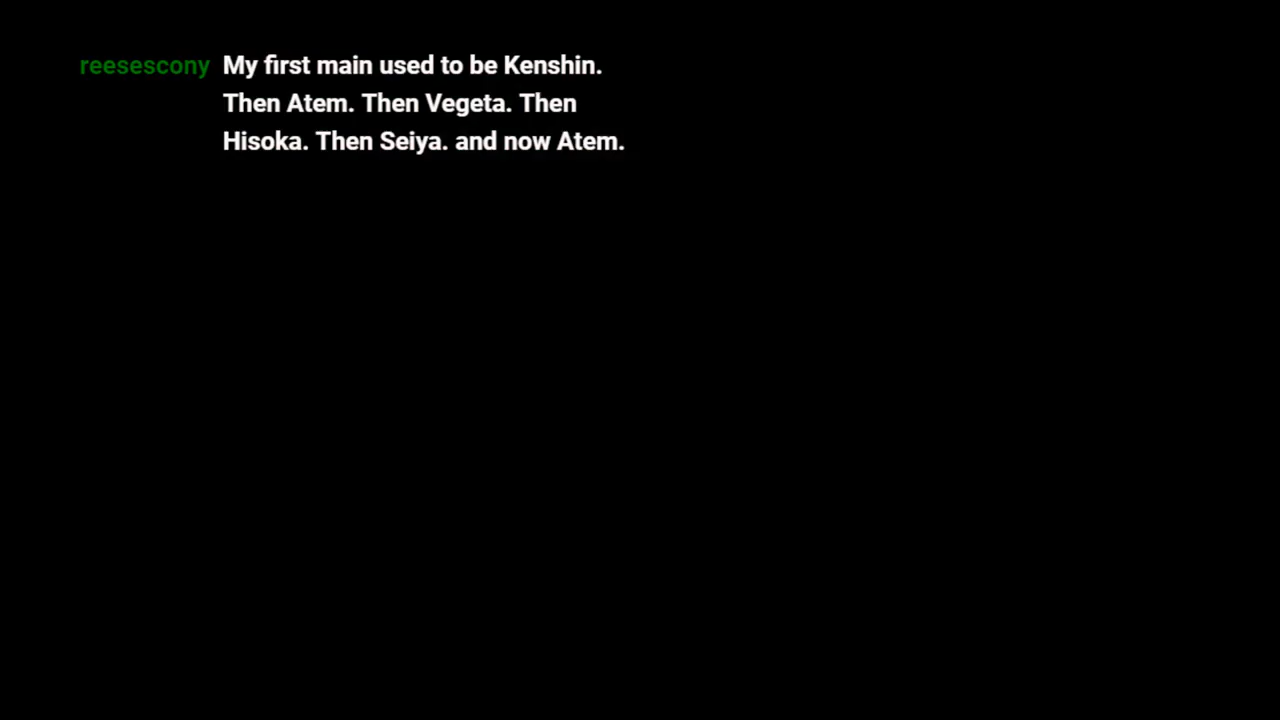 reesescony My first main used to be Kenshin.
Then Atem. Then Vegeta. Then
Hisoka. Then Seiya. and now Atem.